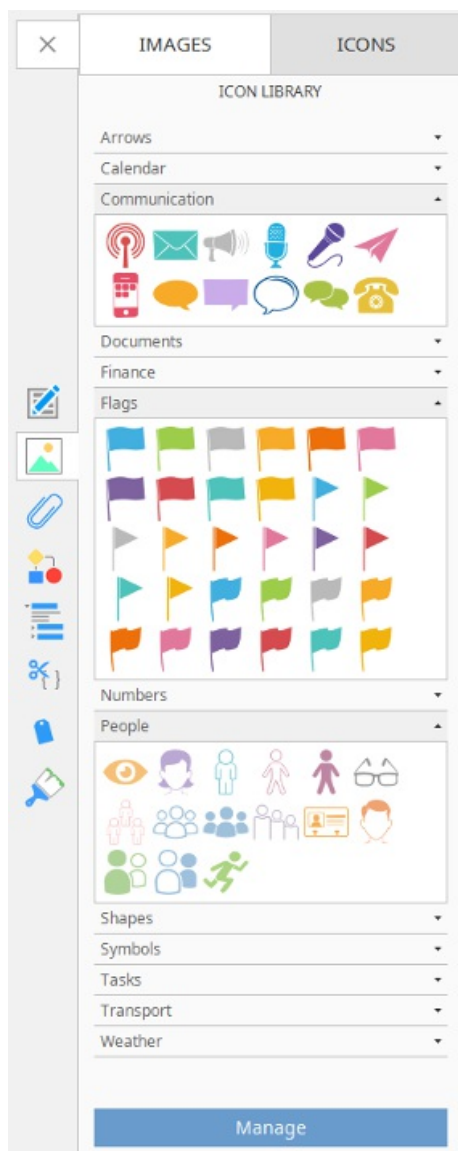 IMAGES ICONS
ICON LIBRARY
Arrows
Calendar
Communication
Documents
Finance
Flags
Numbers
People
Shapes
Symbols
Tasks
Transport
Weather
Manage